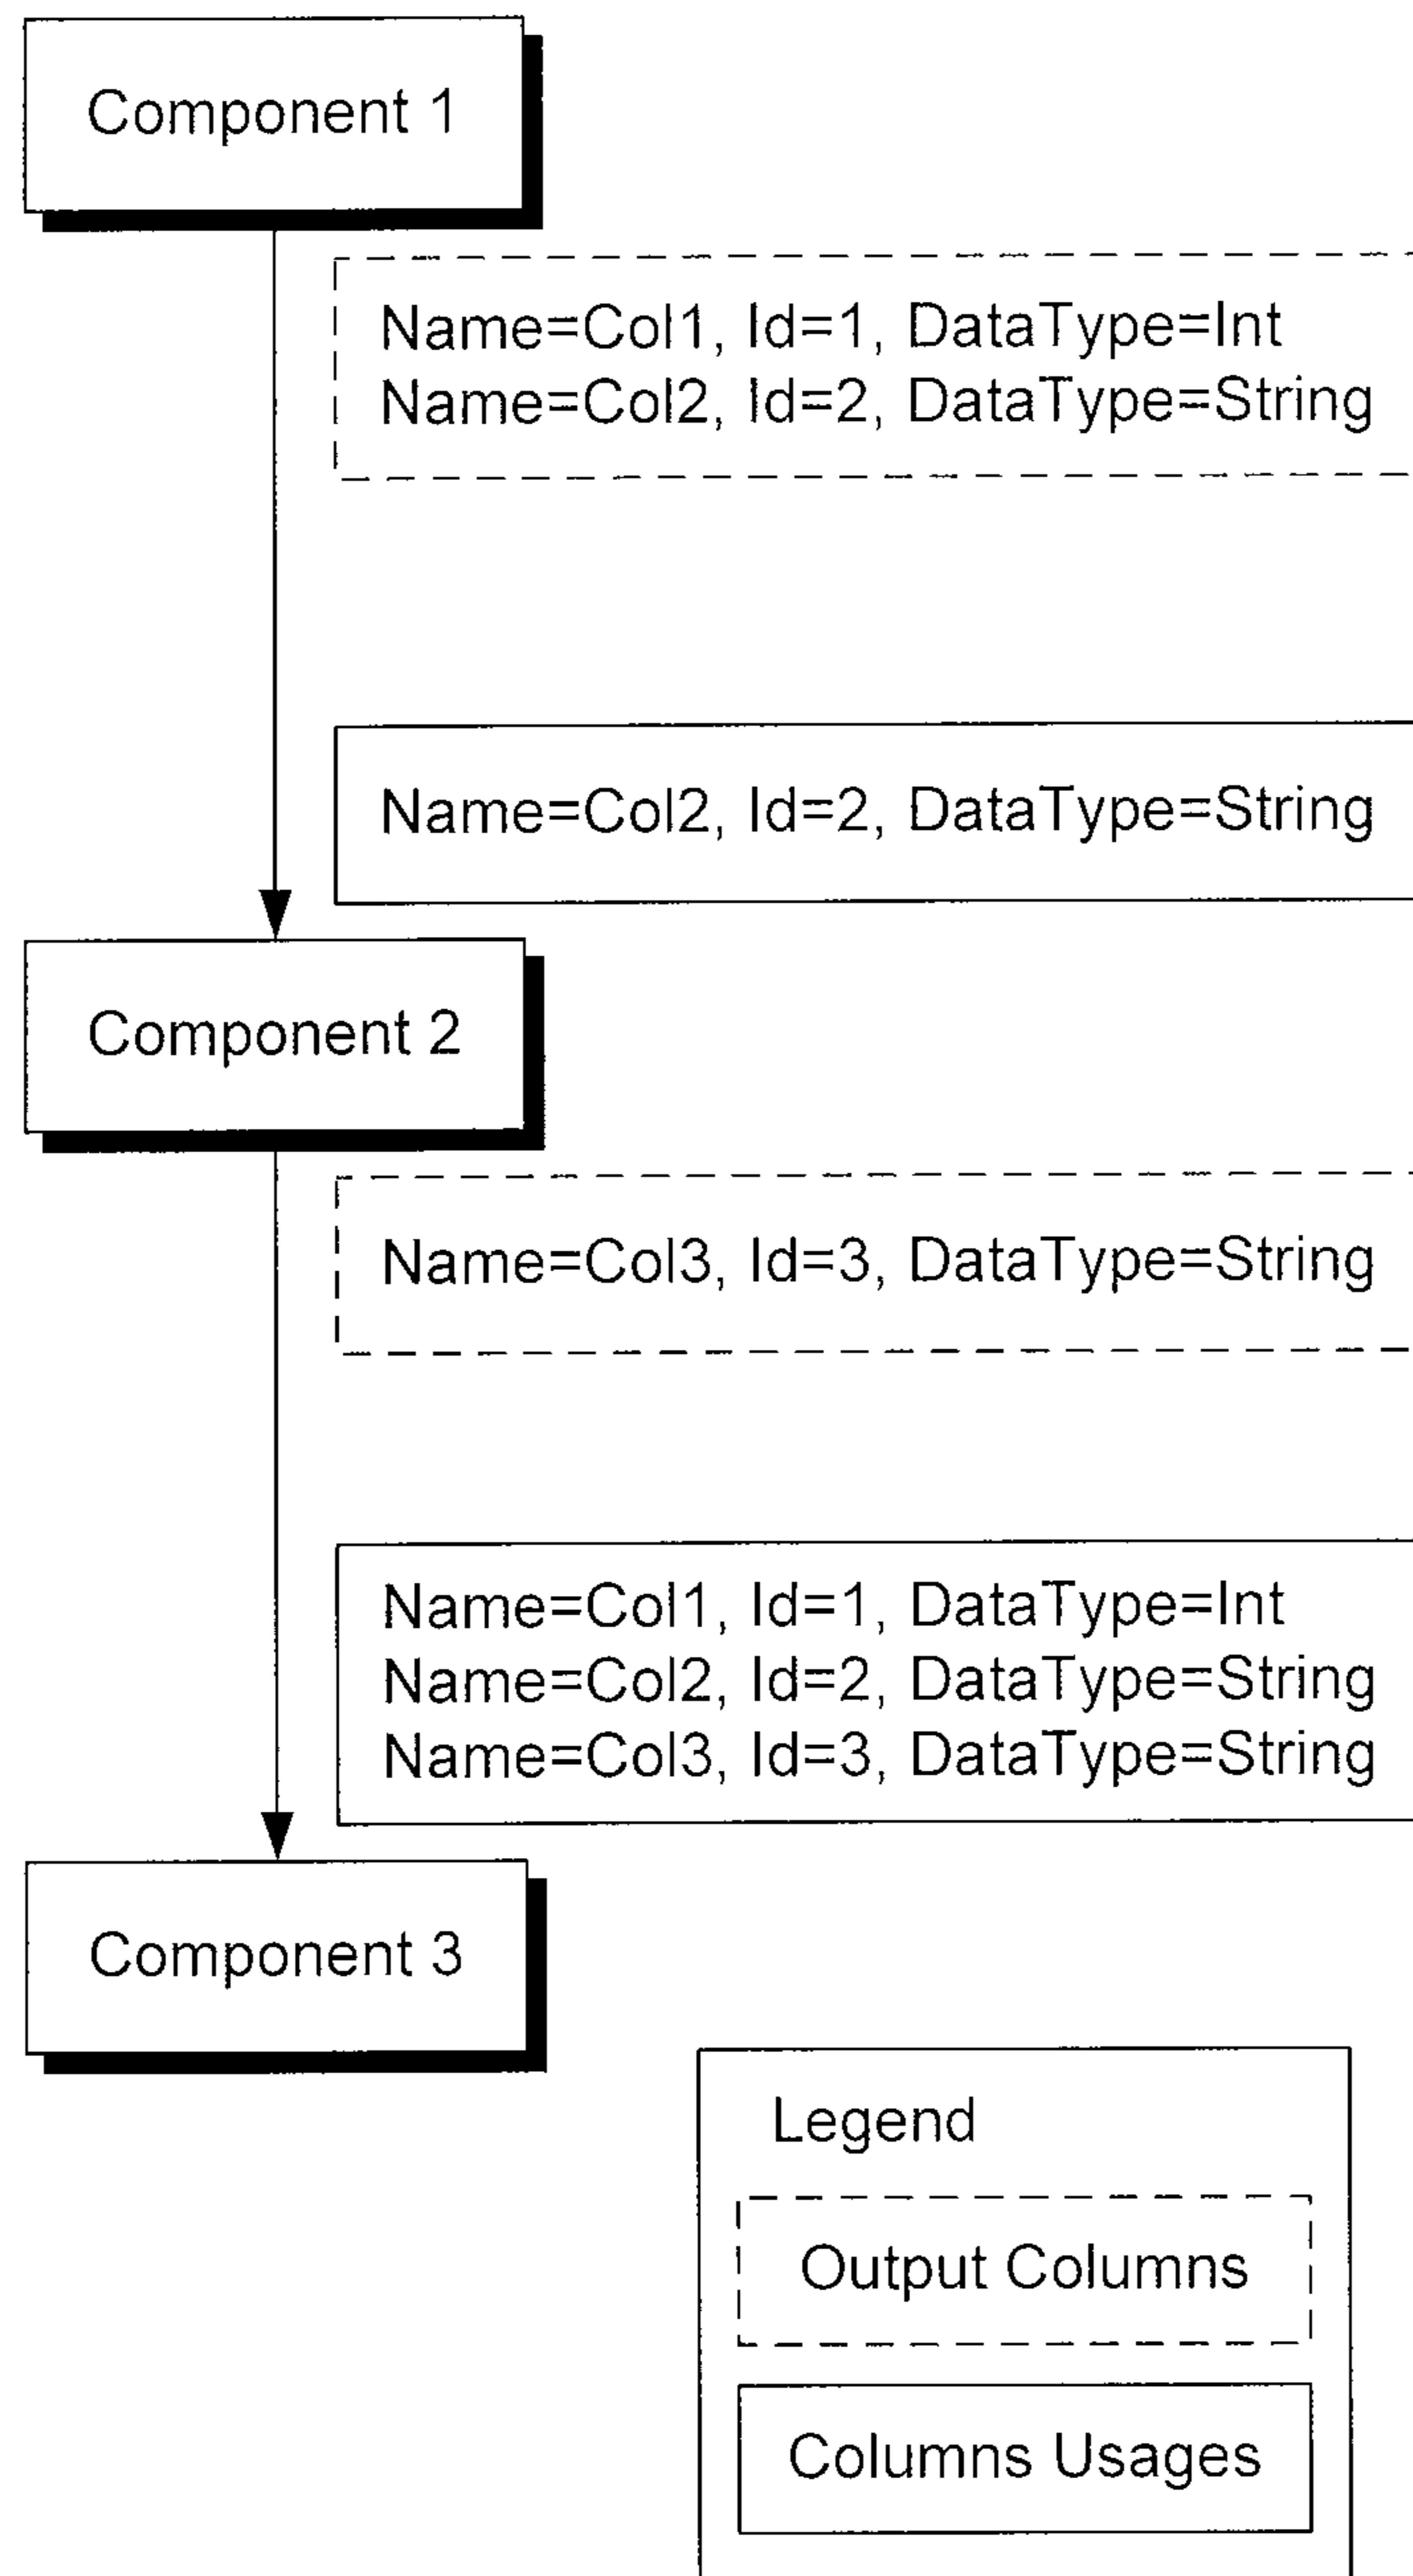 Component 1
Name=Col1, Id=1, DataType=Int
Name=Col2, Id=2, DataType=String
Name=Col2, Id=2, DataType=String
Component 2
Name=Col3, Id=3, DataType=String
Name=Col1, Id=1, DataType=Int
Name=Col2, Id=2, DataType=String
Name=Col3, Id=3, DataType=String
Component 3
Legend
Output Columns
Columns Usages